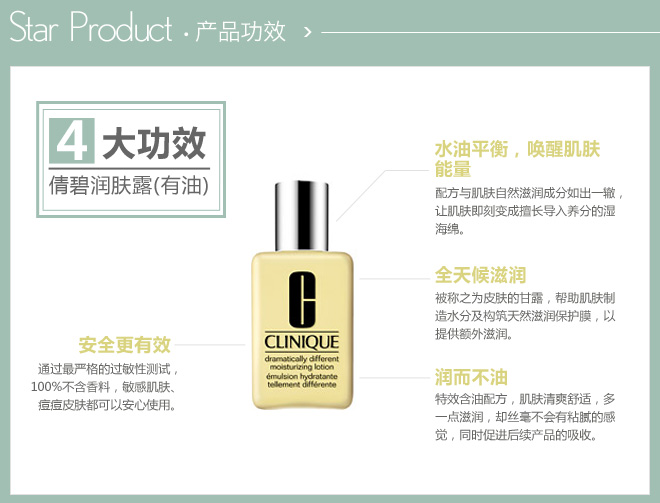 Star Product · 产品功效 >
4大功效
倩碧润肤露(有油)
水油平衡，唤醒肌肤
能量
配方与肌肤自然滋润成分如出一辙，
让肌肤即刻变成擅长导入养分的湿
海绵。
全天候滋润
被称之为皮肤的甘露，帮助肌肤制
造水分及构筑天然滋润保护膜，以
提供额外滋润。
润而不油
特效含油配方，肌肤清爽舒适，多
一点滋润，却丝毫不会有粘腻的感
觉，同时促进后续产品的吸收。
安全更有效
通过最严格的过敏性测试，
100%不含香料，敏感肌肤、
痘痘皮肤都可以安心使用。
CLINIQUE
dramatically different
moisturizing lotion
émulsion hydratante
tellement différente